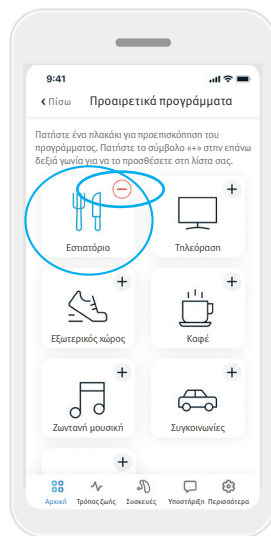 9:41
Πίσω Προαιρετικά προγράμματα
Πατήστε ένα πλακάκι για προεπισκόπηση του
προγράμματος. Πατήστε το σύμβολο «+» στην επάνω
δεξιά γωνία για να το προσθέσετε στη λίστα σας.
Εστιατόριο Τηλεόραση
Εξωτερικός χώρος Καφέ
Ζωντανή μουσική Συγκοινωνίες
Αρχική Τρόπος ζωής Συσκευές Υποστήριξη Περισσότερα